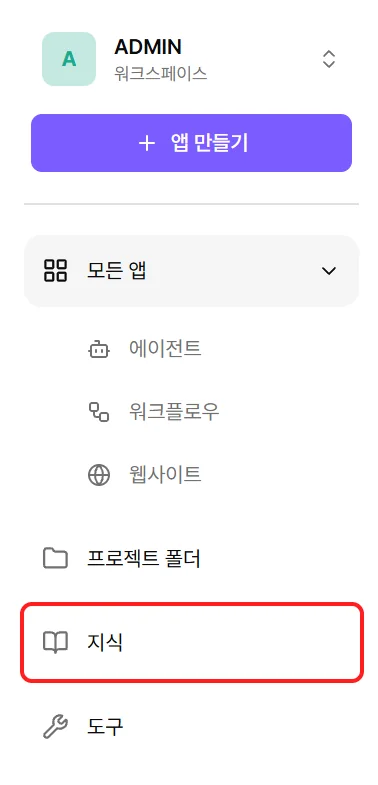 A
ADMIN
워크스페이스
앱 만들기
모든 앱
에이전트
워크플로우
웹사이트
프로젝트 폴더
지식
도구